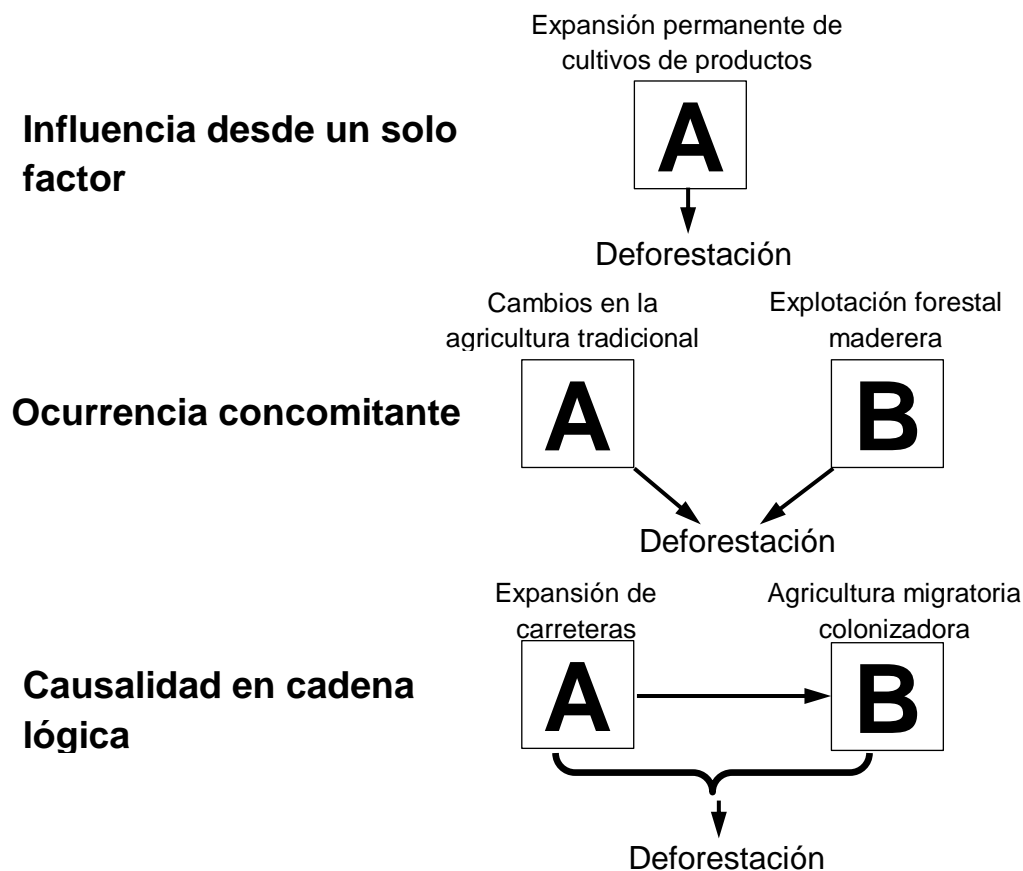 Expansión permanente de
cultivos de productos
Influencia desde un solo
factor
A
Deforestación
Cambios en la
agricultura tradicional
Explotación forestal
maderera
Ocurrencia concomitante
A
B
Deforestación
Expansión de
carreteras
Agricultura migratoria
colonizadora
Causalidad en cadena
lógica
A
B
Deforestación